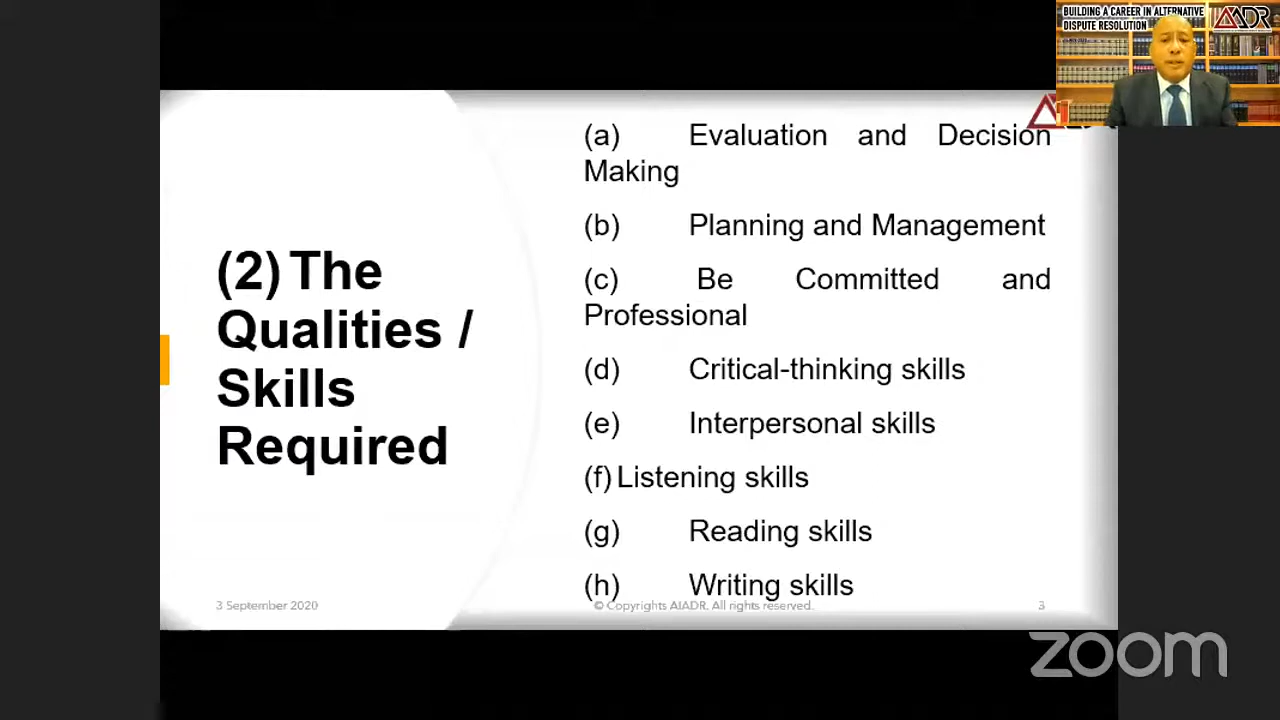 BUILDING A CAREER IN ALTERNATIVE
DISPUTE RESOLUTION
AIADR
(2) The
Qualities /
Skills
Required
(a) Evaluation and Decision
Making
(b) Planning and Management
(c) Be Committed and
Professional
(d) Critical-thinking skills
(e) Interpersonal skills
(f) Listening skills
(g) Reading skills
(h) Writing skills
3 September 2020
© Copyrights AIADR. All rights reserved.
3
zoom